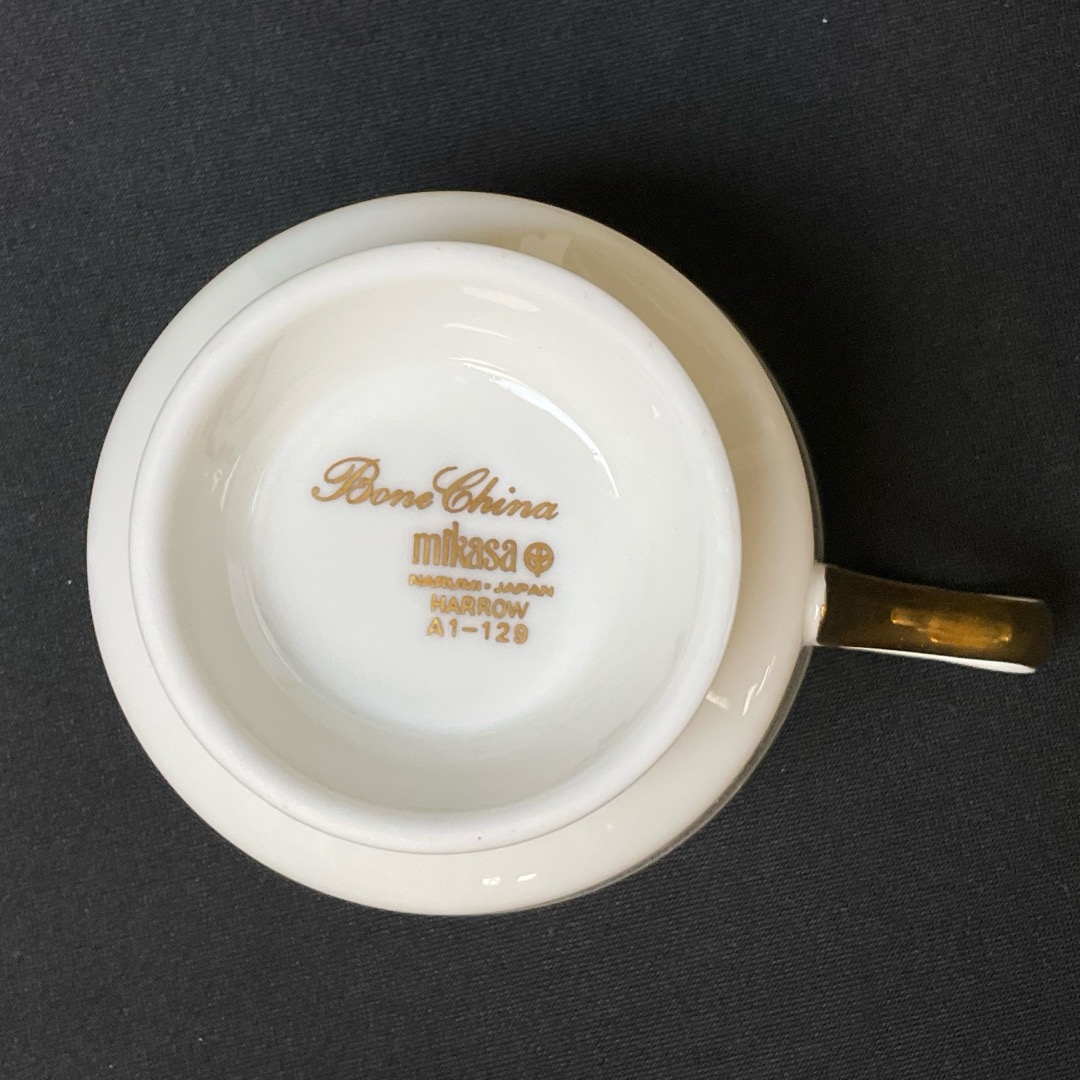 Bone China
mikasa
NARUMI · JAPAN
HARROW
A1-129